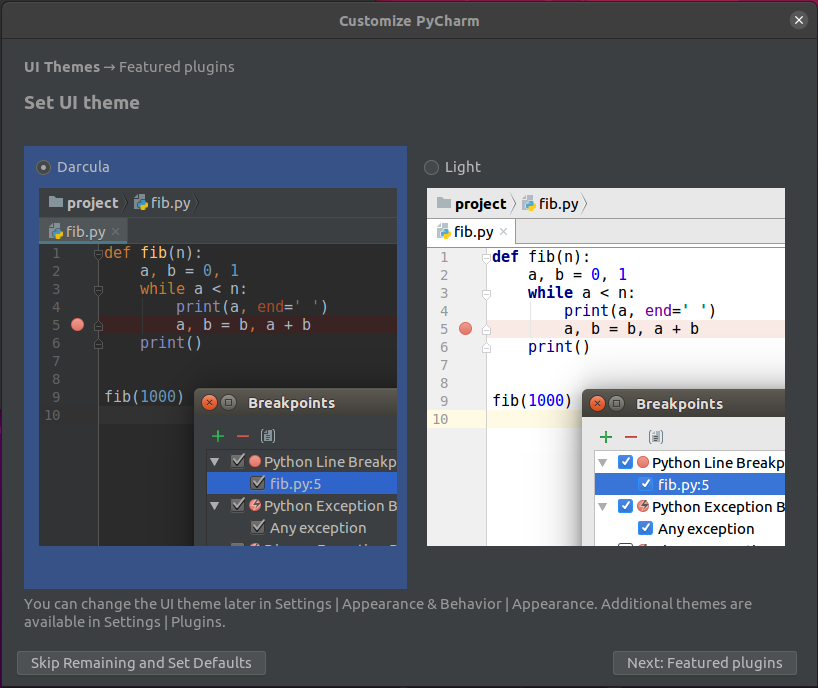 Customize PyCharm
UI Themes → Featured plugins
Set UI theme
Darcula
project
fib.py
fib.py
1 def fib(n):
2 a, b = 0, 1
3 while a < n:
4 print(a, end=' ')
5 a, b = b, a + b
6 print()
7
8
9 fib(1000)
10
Breakpoints
Python Line Breakp
fib.py:5
Python Exception B
Any exception
Light
project
fib.py
fib.py
1 def fib(n):
2 a, b = 0, 1
3 while a < n:
4 print(a, end=' ')
5 a, b = b, a + b
6 print()
7
8
9 fib(1000)
10
Breakpoints
Python Line Breakp
fib.py:5
Python Exception B
Any exception
You can change the UI theme later in Settings | Appearance & Behavior | Appearance. Additional themes are
available in Settings | Plugins.
Skip Remaining and Set Defaults
Next: Featured plugins